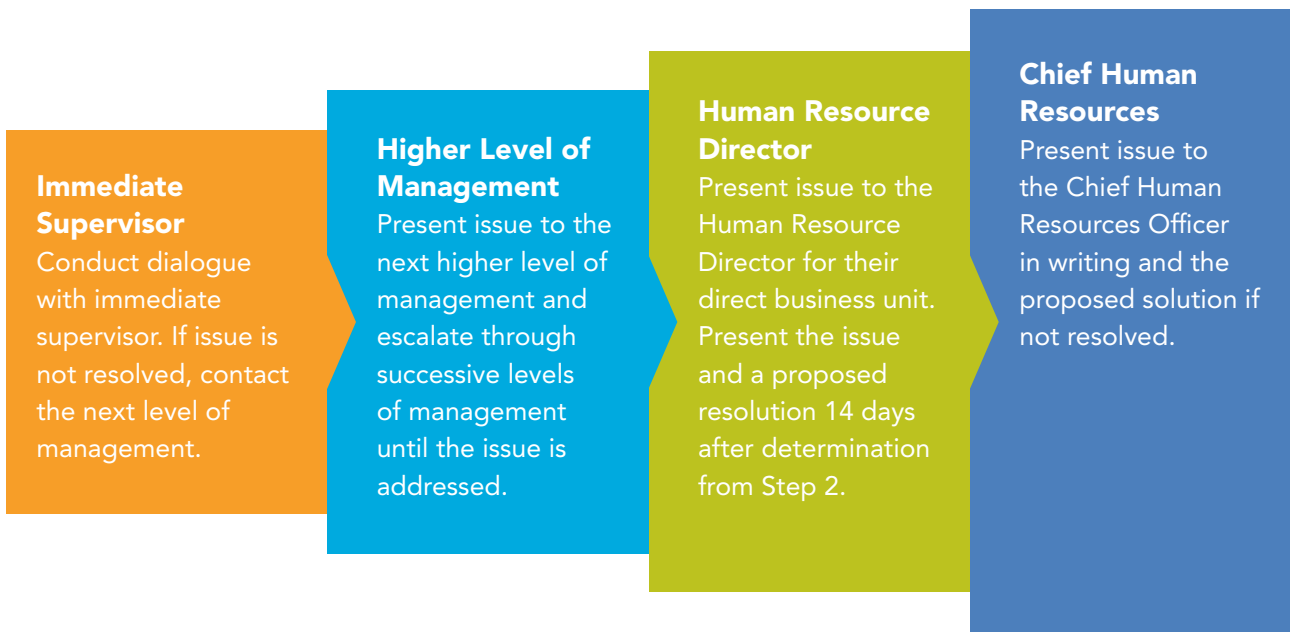 Immediate
Supervisor
Conduct dialogue
with immediate
supervisor. If issue is
not resolved, contact
the next level of
management.
Higher Level of
Management
Present issue to the
next higher level of
management and
escalate through
successive levels
of management
until the issue is
addressed.
Human Resource
Director
Present issue to the
Human Resource
Director for their
direct business unit.
Present the issue
and a proposed
resolution 14 days
after determination
from Step 2.
Chief Human
Resources
Present issue to
the Chief Human
Resources Officer
in writing and the
proposed solution if
not resolved.